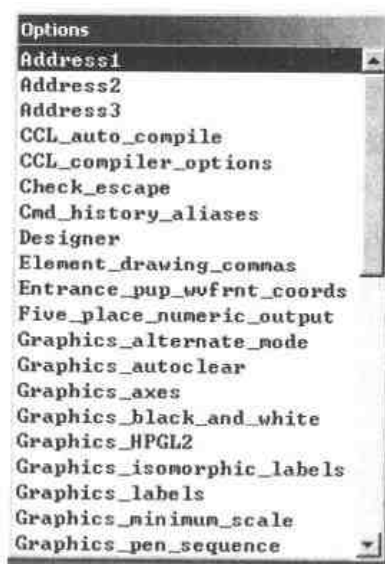 Options
Address1
Address2
Address3
CCL_auto_compile
CCL_compiler_options
Check_escape
Cmd_history_aliases
Designer
Element_drawing_commas
Entrance_pup_wvfrnt_coords
Five_place_numeric_output
Graphics_alternate_mode
Graphics_autoclear
Graphics_axes
Graphics_black_and_white
Graphics_HPGL2
Graphics_isomorphic_labels
Graphics_labels
Graphics_minimum_scale
Graphics_pen_sequence